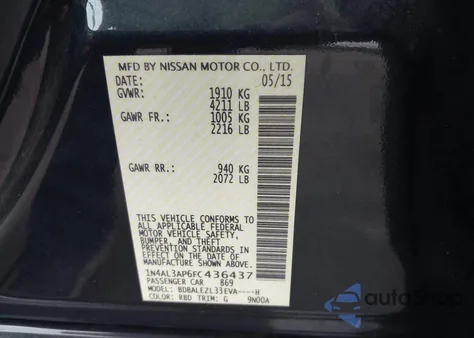 MFD BY NISSAN MOTOR CO., LTD.
DATE: 05/15
GVWR: 1910 KG
4211 LB
GAWR FR.: 1005 KG
2216 LB
GAWR RR.: 940 KG
2072 LB
THIS VEHICLE CONFORMS TO
ALL APPLICABLE FEDERAL
MOTOR VEHICLE SAFETY,
BUMPER, AND THEFT
PREVENTION STANDARDS IN
EFFECT ON THE DATE OF
MANUFACTURE SHOWN ABOVE.
1N4AL3AP6FC436437
PASSENGER CAR 869
MODEL: BDBALEZL33EVA----H
COLOR: RBD TRIM: G 9N00A
autoAstat